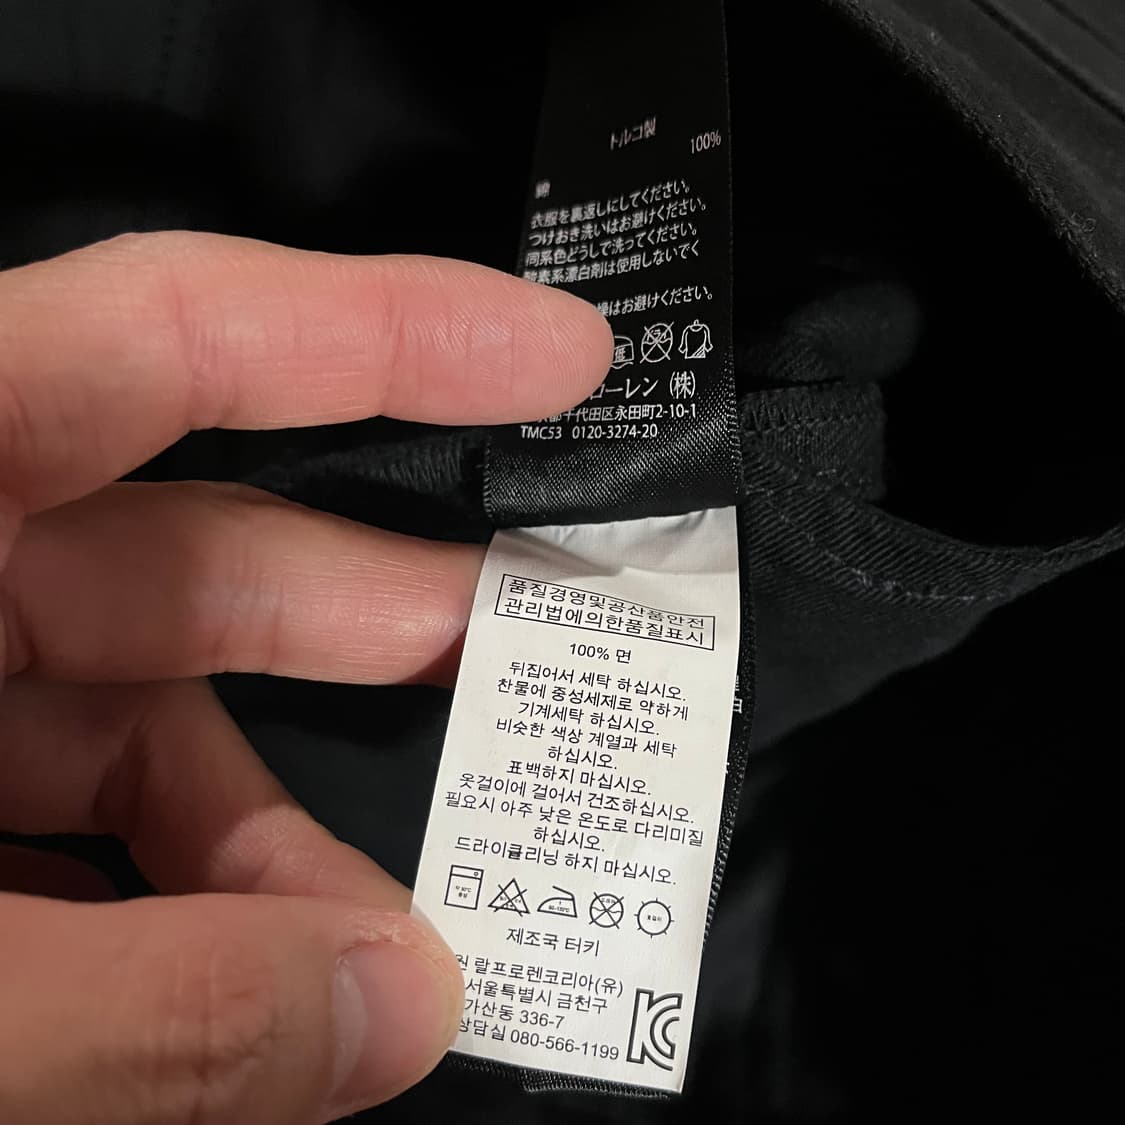 トルコ製
100%
綿
衣服を裏返しにしてください。
つけおき洗いはお避けください。
同系色どうしで洗ってください。
酸素系漂白剤は使用しないでく
燥はお避けください。
低
ドライ
ローレン（株）
京都千代田区永田町2-10-1
TMC53 0120-3274-20
품질경영및공산품안전
관리법에의한품질표시
100% 면
뒤집어서 세탁 하십시오.
찬물에 중성세제로 약하게
기계세탁 하십시오.
비슷한 색상 계열과 세탁
하십시오.
표백하지 마십시오.
옷걸이에 걸어서 건조하십시오.
필요시 아주 낮은 온도로 다리미질
하십시오.
드라이클리닝 하지 마십시오.
제조국 터키
원 랄프로렌코리아(유)
서울특별시 금천구
가산동 336-7
상담실 080-566-1199
KC